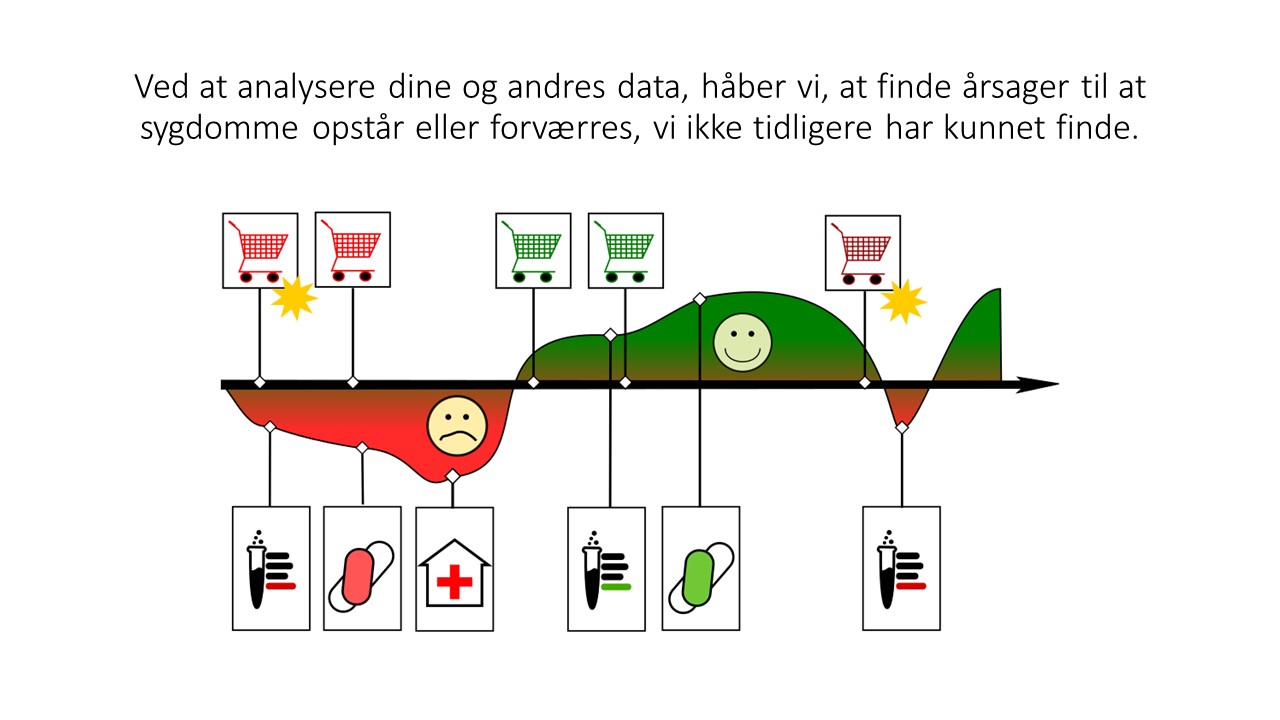 Ved at analysere dine og andres data, håber vi, at finde årsager til at
sygdomme opstår eller forværres, vi ikke tidligere har kunnet finde.